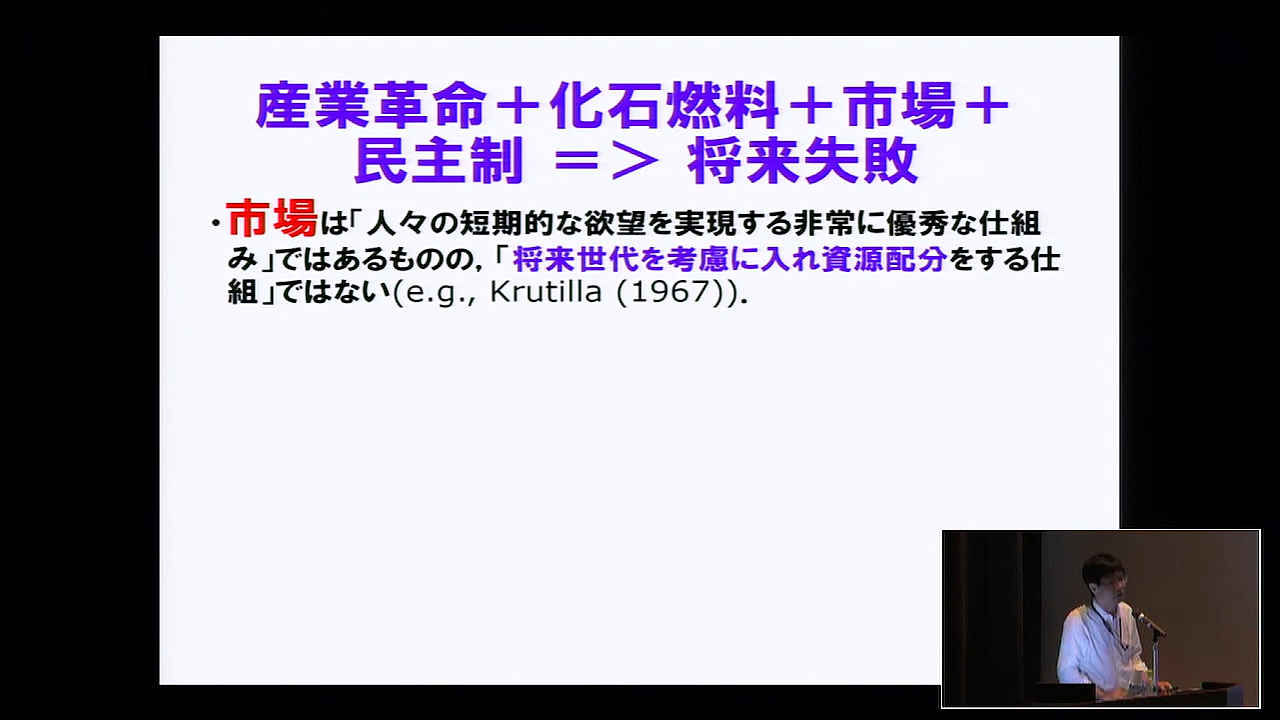 産業革命＋化石燃料＋市場＋
民主制 ＝＞ 将来失敗
・市場は「人々の短期的な欲望を実現する非常に優秀な仕組
み」ではあるものの，「将来世代を考慮に入れ資源配分をする仕
組」ではない(e.g., Krutilla (1967))．